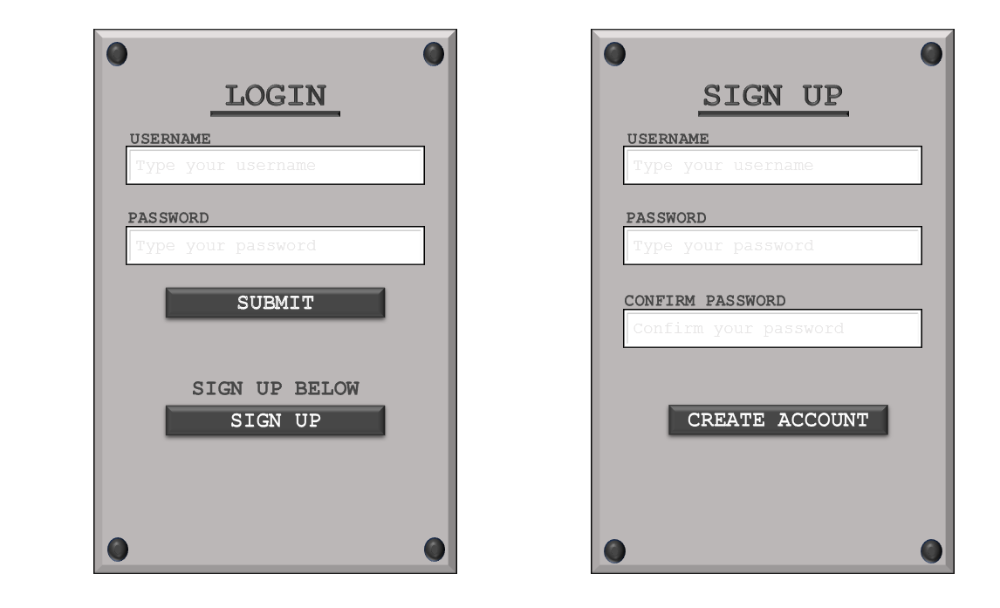 LOGIN
USERNAME
Type your username
PASSWORD
Type your password
SUBMIT
SIGN UP BELOW
SIGN UP
SIGN UP
USERNAME
Type your username
PASSWORD
Type your password
CONFIRM PASSWORD
Confirm your password
CREATE ACCOUNT